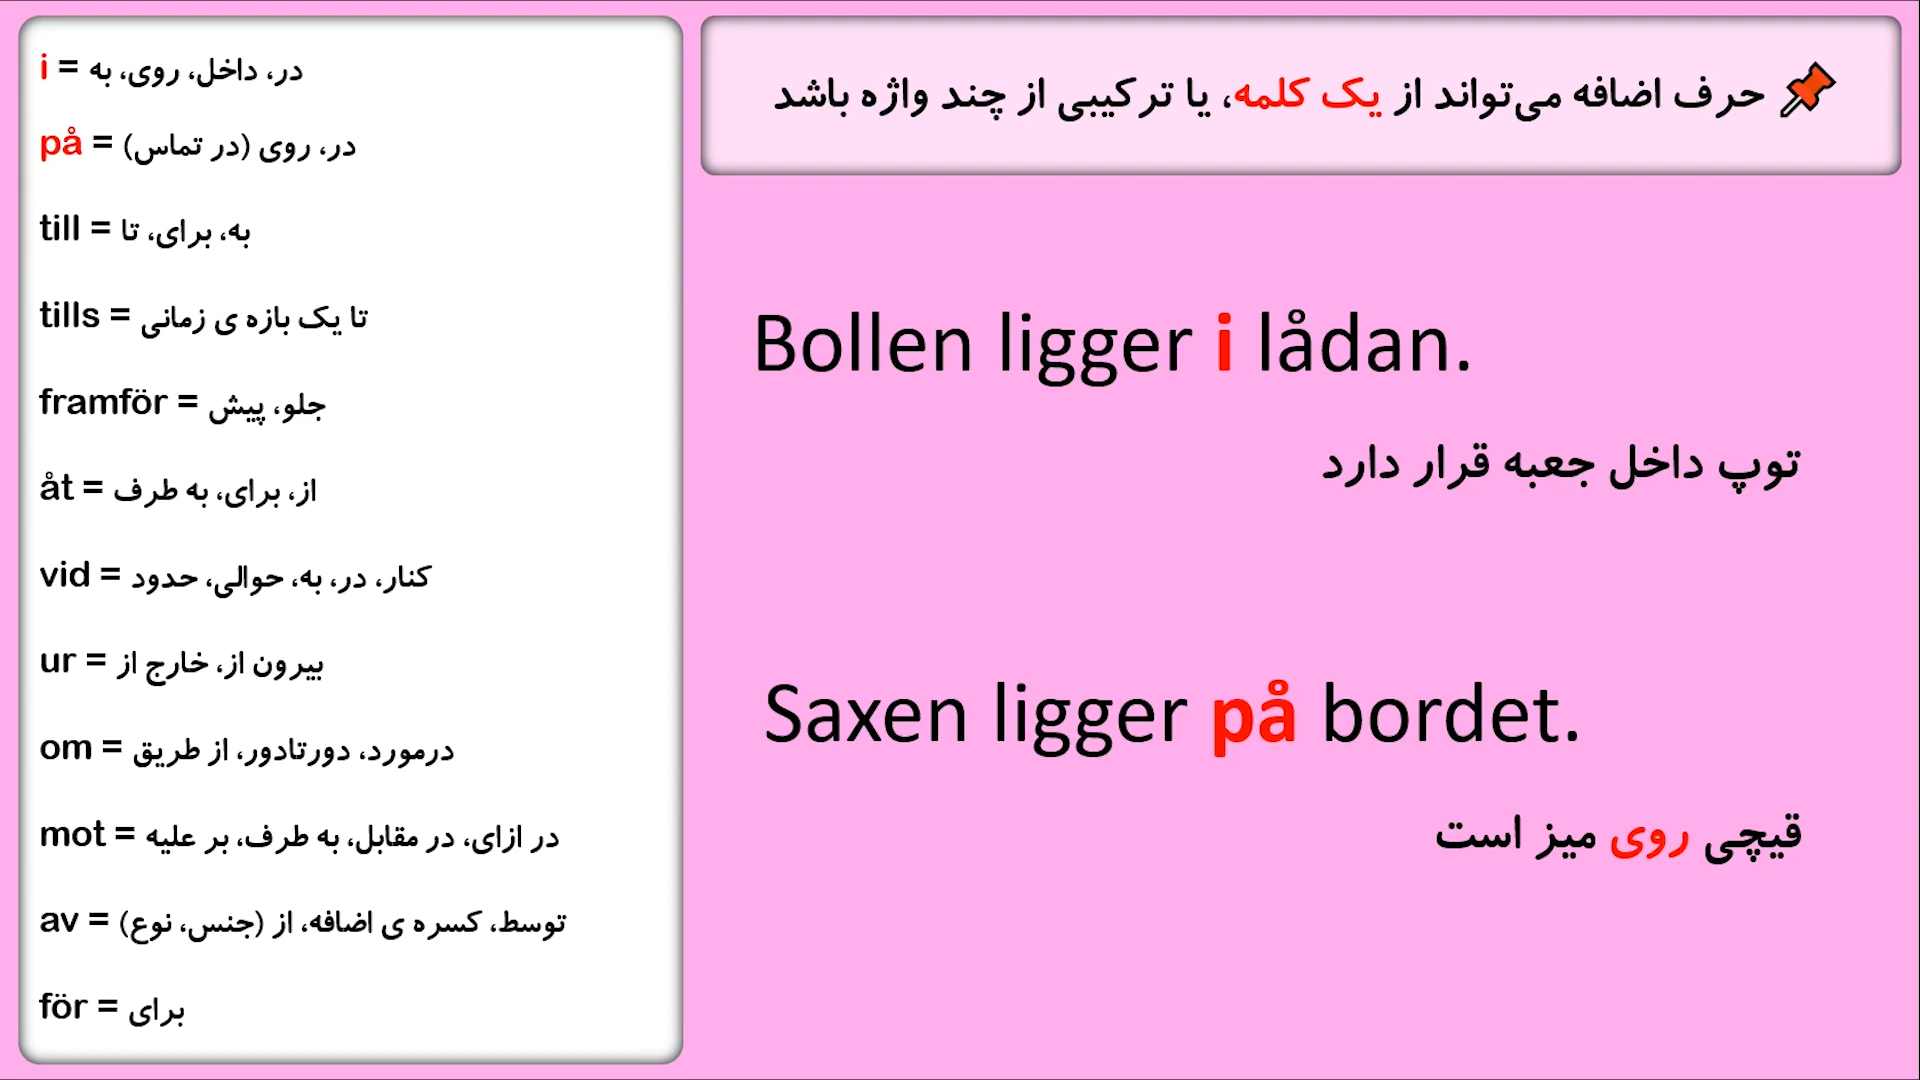 i = در، داخل، روی، به
på = در، روی (در تماس)
till = به، برای، تا
tills = تا یک بازه ی زمانی
framför = جلو، پیش
åt = از، برای، به طرف
vid = کنار، در، به، حوالی، حدود
ur = بیرون از، خارج از
om = درمورد، دورتادور، از طریق
mot = در ازای، در مقابل، به طرف، بر علیه
av = توسط، کسره ی اضافه، از (جنس، نوع)
för = برای
📌 حرف اضافه می‌تواند از یک کلمه، یا ترکیبی از چند واژه باشد
Bollen ligger i lådan.
توپ داخل جعبه قرار دارد
Saxen ligger på bordet.
قیچی روی میز است